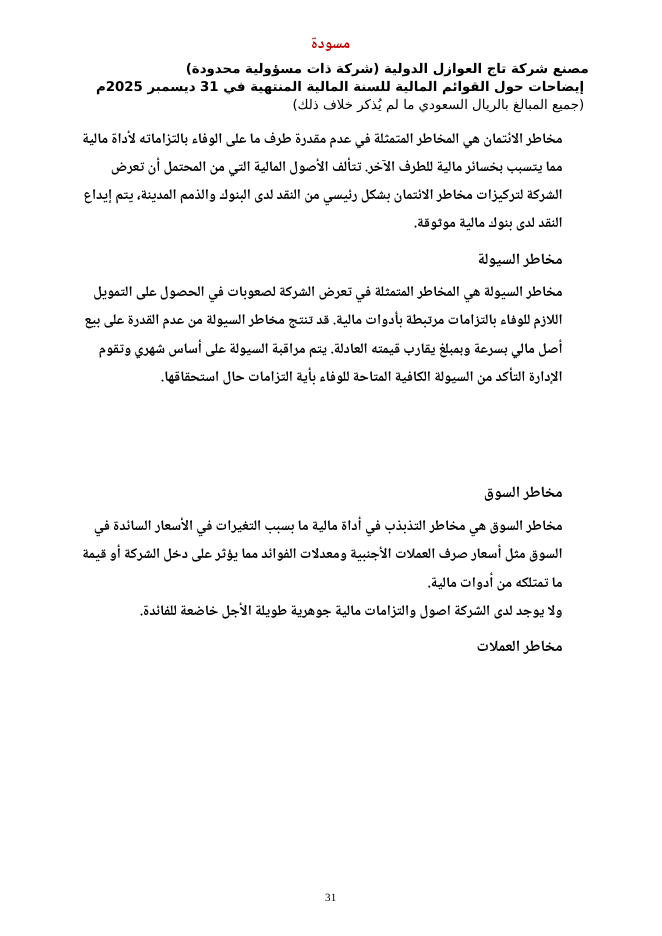 مسودة
مصنع شركة تاج العوازل الدولية (شركة ذات مسؤولية محدودة)
إيضاحات حول القوائم المالية للسنة المالية المنتهية في 31 ديسمبر 2025م
(جميع المبالغ بالريال السعودي ما لم يُذكر خلاف ذلك)
مخاطر الائتمان هي المخاطر المتمثلة في عدم مقدرة طرف ما على الوفاء بالتزاماته لأداة مالية
مما يتسبب بخسائر مالية للطرف الآخر. تتألف الأصول المالية التي من المحتمل أن تعرض
الشركة لتركيزات مخاطر الائتمان بشكل رئيسي من النقد لدى البنوك والذمم المدينة، يتم إيداع
النقد لدى بنوك مالية موثوقة.
مخاطر السيولة
مخاطر السيولة هي المخاطر المتمثلة في تعرض الشركة لصعوبات في الحصول على التمويل
اللازم للوفاء بالتزامات مرتبطة بأدوات مالية. قد تنتج مخاطر السيولة من عدم القدرة على بيع
أصل مالي بسرعة وبمبلغ يقارب قيمته العادلة. يتم مراقبة السيولة على أساس شهري وتقوم
الإدارة التأكد من السيولة الكافية المتاحة للوفاء بأية التزامات حال استحقاقها.
مخاطر السوق
مخاطر السوق هي مخاطر التذبذب في أداة مالية ما بسبب التغيرات في الأسعار السائدة في
السوق مثل أسعار صرف العملات الأجنبية ومعدلات الفوائد مما يؤثر على دخل الشركة أو قيمة
ما تمتلكه من أدوات مالية.
ولا يوجد لدى الشركة اصول والتزامات مالية جوهرية طويلة الأجل خاضعة للفائدة.
مخاطر العملات
31